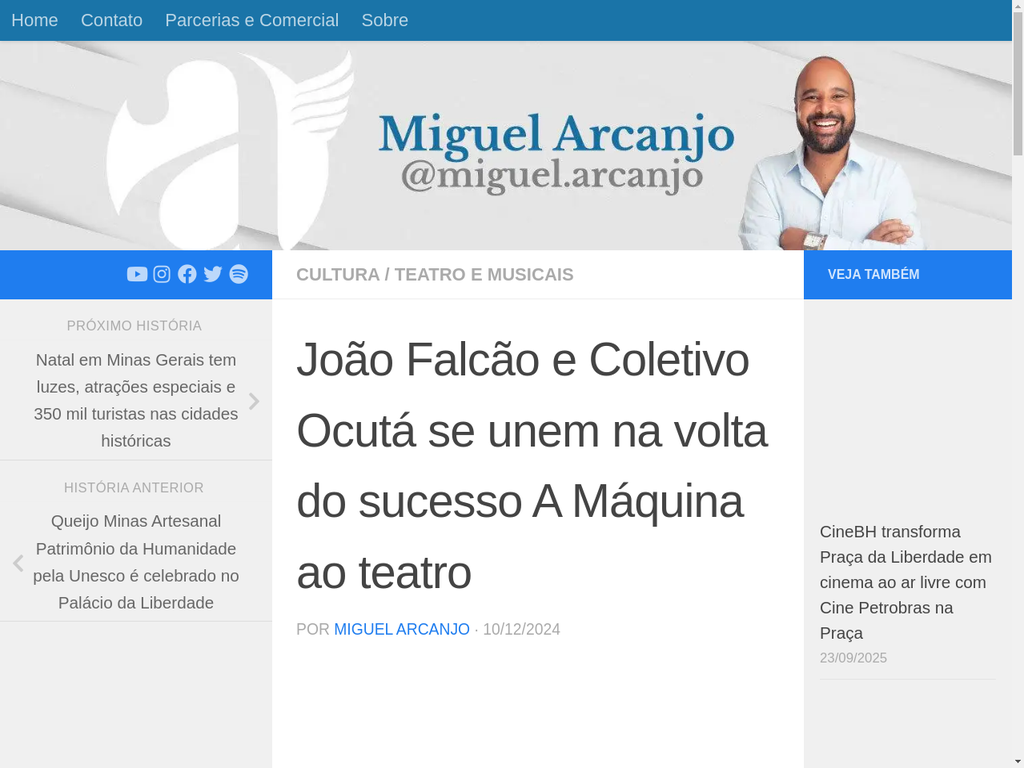 Home Contato Parcerias e Comercial Sobre
Miguel Arcanjo
@miguel.arcanjo
CULTURA / TEATRO E MUSICAIS
VEJA TAMBÉM
PRÓXIMO HISTÓRIA
Natal em Minas Gerais tem
luzes, atrações especiais e
350 mil turistas nas cidades
históricas
HISTÓRIA ANTERIOR
Queijo Minas Artesanal
Patrimônio da Humanidade
pela Unesco é celebrado no
Palácio da Liberdade
João Falcão e Coletivo
Ocutá se unem na volta
do sucesso A Máquina
ao teatro
POR MIGUEL ARCANJO · 10/12/2024
CineBH transforma
Praça da Liberdade em
cinema ao ar livre com
Cine Petrobras na
Praça
23/09/2025